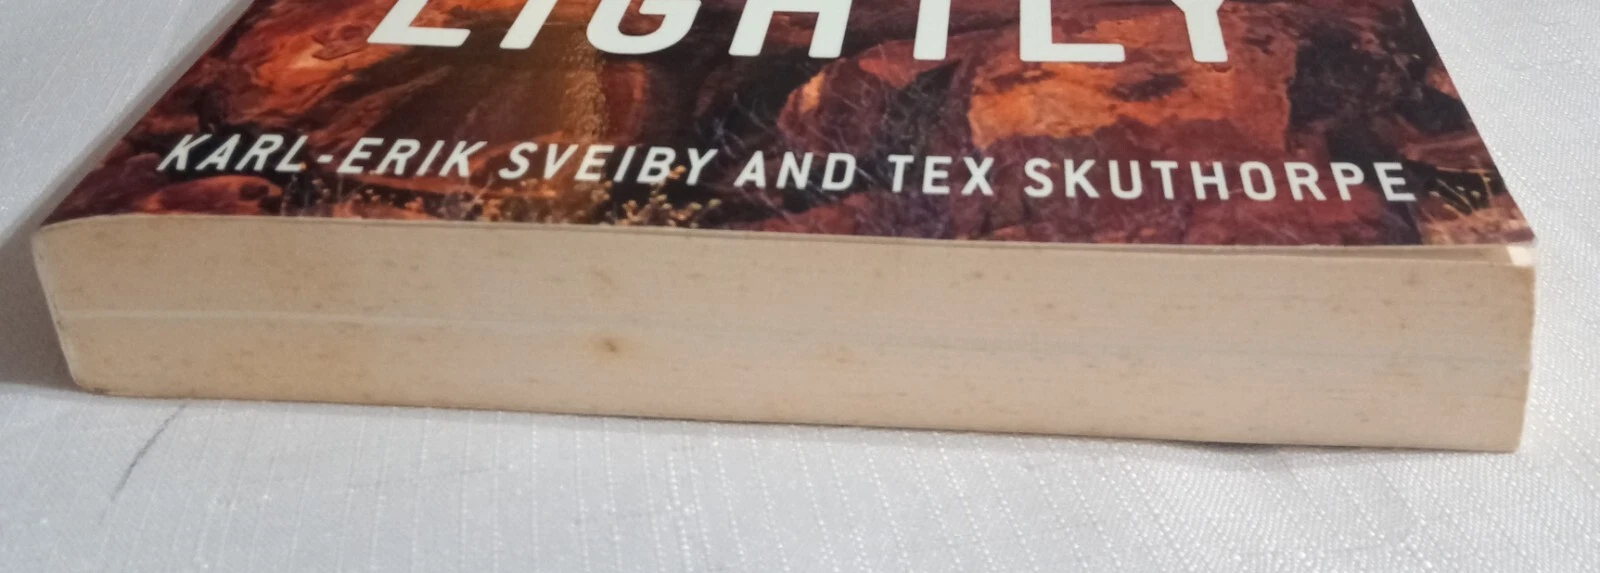 LIGHTLY
KARL-ERIK SVEIBY AND TEX SKUTHORPE